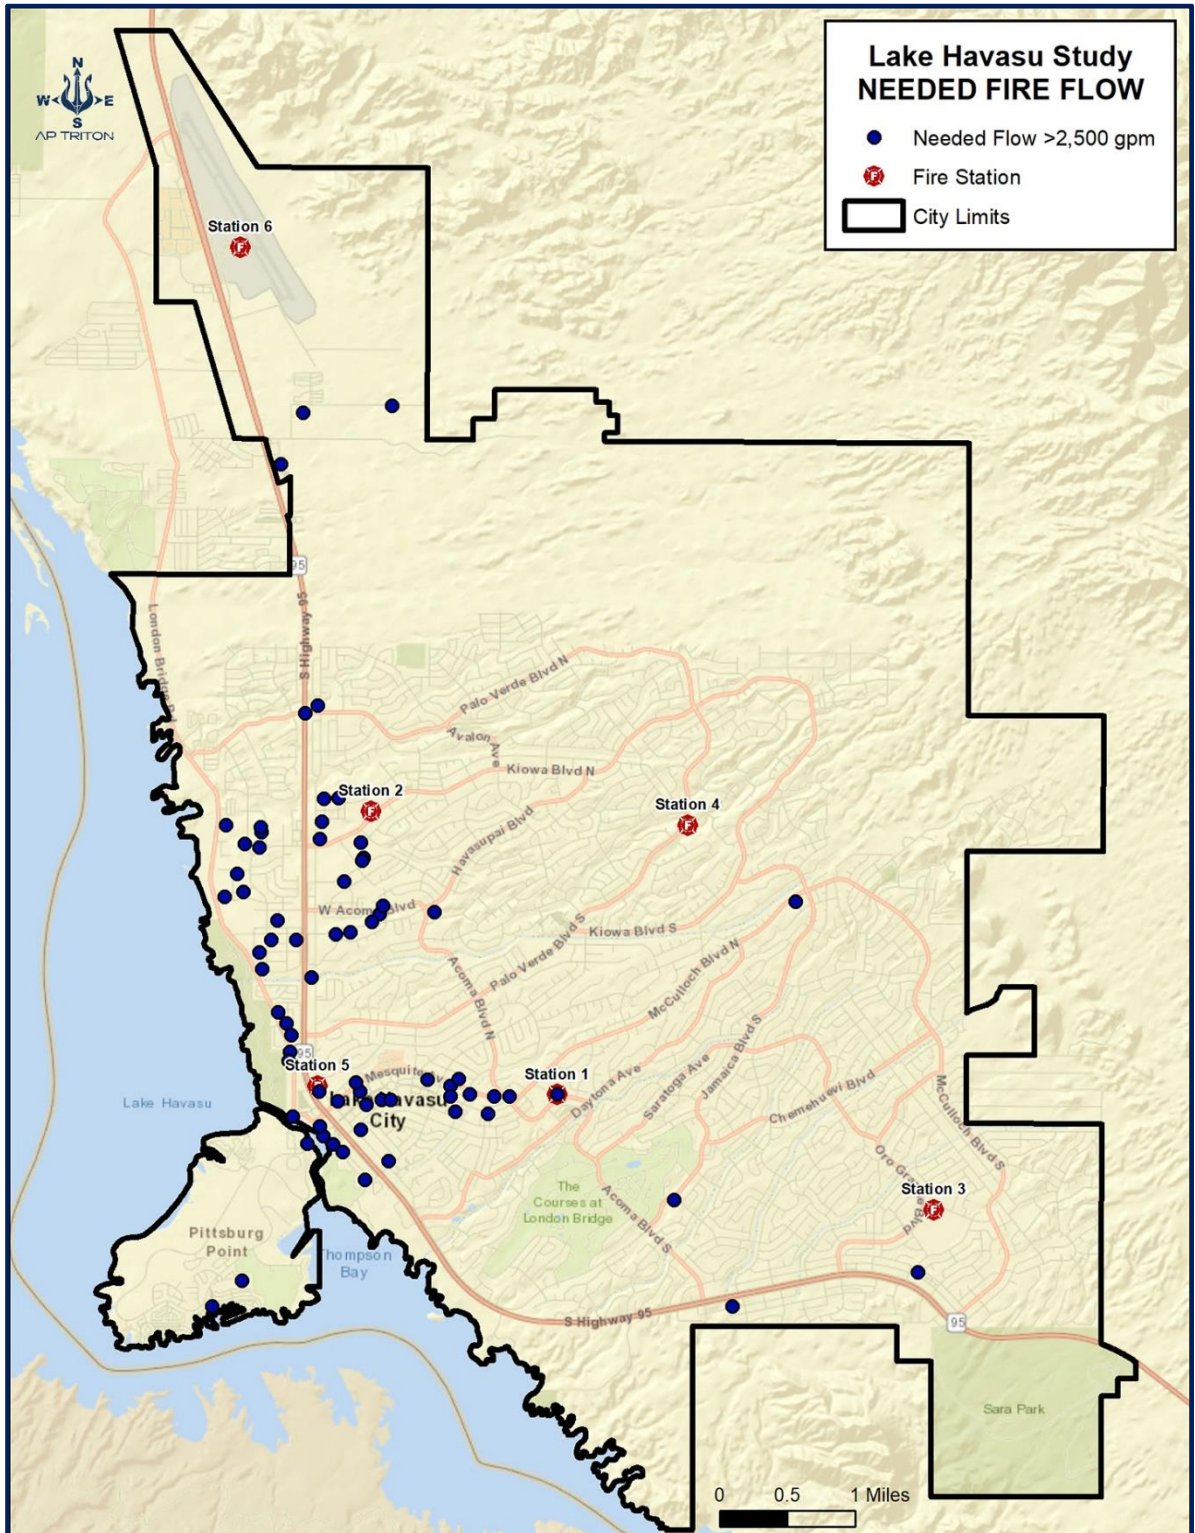 Lake Havasu Study
NEEDED FIRE FLOW
Needed Flow >2,500 gpm
Fire Station
City Limits
N
W E
S
AP TRITON
Station 6
95
London Bridge Rd
S Highway 95
Palo Verde Blvd N
Avalon Ave
Kiowa Blvd N
Station 2
Station 4
Havasupai Blvd
W Acoma Blvd
Kiowa Blvd S
Palo Verde Blvd S
McCulloch Blvd N
Acoma Blvd N
95
Station 5
Mesquite Av
Station 1
Lake Havasu
Lake Havasu
City
Daytona Ave
Saratoga Ave
Jamaica Blvd S
Chemehuevi Blvd
McCulloch Blvd S
Station 3
The
Courses at
London Bridge
Acoma Blvd S
Pittsburg
Point
Thompson
Bay
S Highway 95
95
Sara Park
0 0.5 1 Miles